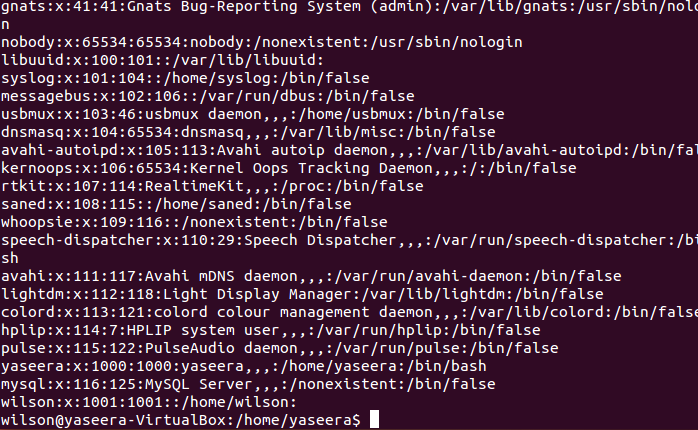 gnats:x:41:41:Gnats Bug-Reporting System (admin):/var/lib/gnats:/usr/sbin/nolo
n
nobody:x:65534:65534:nobody:/nonexistent:/usr/sbin/nologin
libuuid:x:100:101::/var/lib/libuuid:
syslog:x:101:104::/home/syslog:/bin/false
messagebus:x:102:106::/var/run/dbus:/bin/false
usbmux:x:103:46:usbmux daemon,,,:/home/usbmux:/bin/false
dnsmasq:x:104:65534:dnsmasq,,,:/var/lib/misc:/bin/false
avahi-autoipd:x:105:113:Avahi autoip daemon,,,:/var/lib/avahi-autoipd:/bin/fal
kernoops:x:106:65534:Kernel Oops Tracking Daemon,,,:/:/bin/false
rtkit:x:107:114:RealtimeKit,,,:/proc:/bin/false
saned:x:108:115::/home/saned:/bin/false
whoopsie:x:109:116::/nonexistent:/bin/false
speech-dispatcher:x:110:29:Speech Dispatcher,,,:/var/run/speech-dispatcher:/bi
sh
avahi:x:111:117:Avahi mDNS daemon,,,:/var/run/avahi-daemon:/bin/false
lightdm:x:112:118:Light Display Manager:/var/lib/lightdm:/bin/false
colord:x:113:121:colord colour management daemon,,,:/var/lib/colord:/bin/false
hplip:x:114:7:HPLIP system user,,,:/var/run/hplip:/bin/false
pulse:x:115:122:PulseAudio daemon,,,:/var/run/pulse:/bin/false
yaseera:x:1000:1000:yaseera,,,:/home/yaseera:/bin/bash
mysql:x:116:125:MySQL Server,,,:/nonexistent:/bin/false
wilson:x:1001:1001::/home/wilson:
wilson@yaseera-VirtualBox:/home/yaseera$